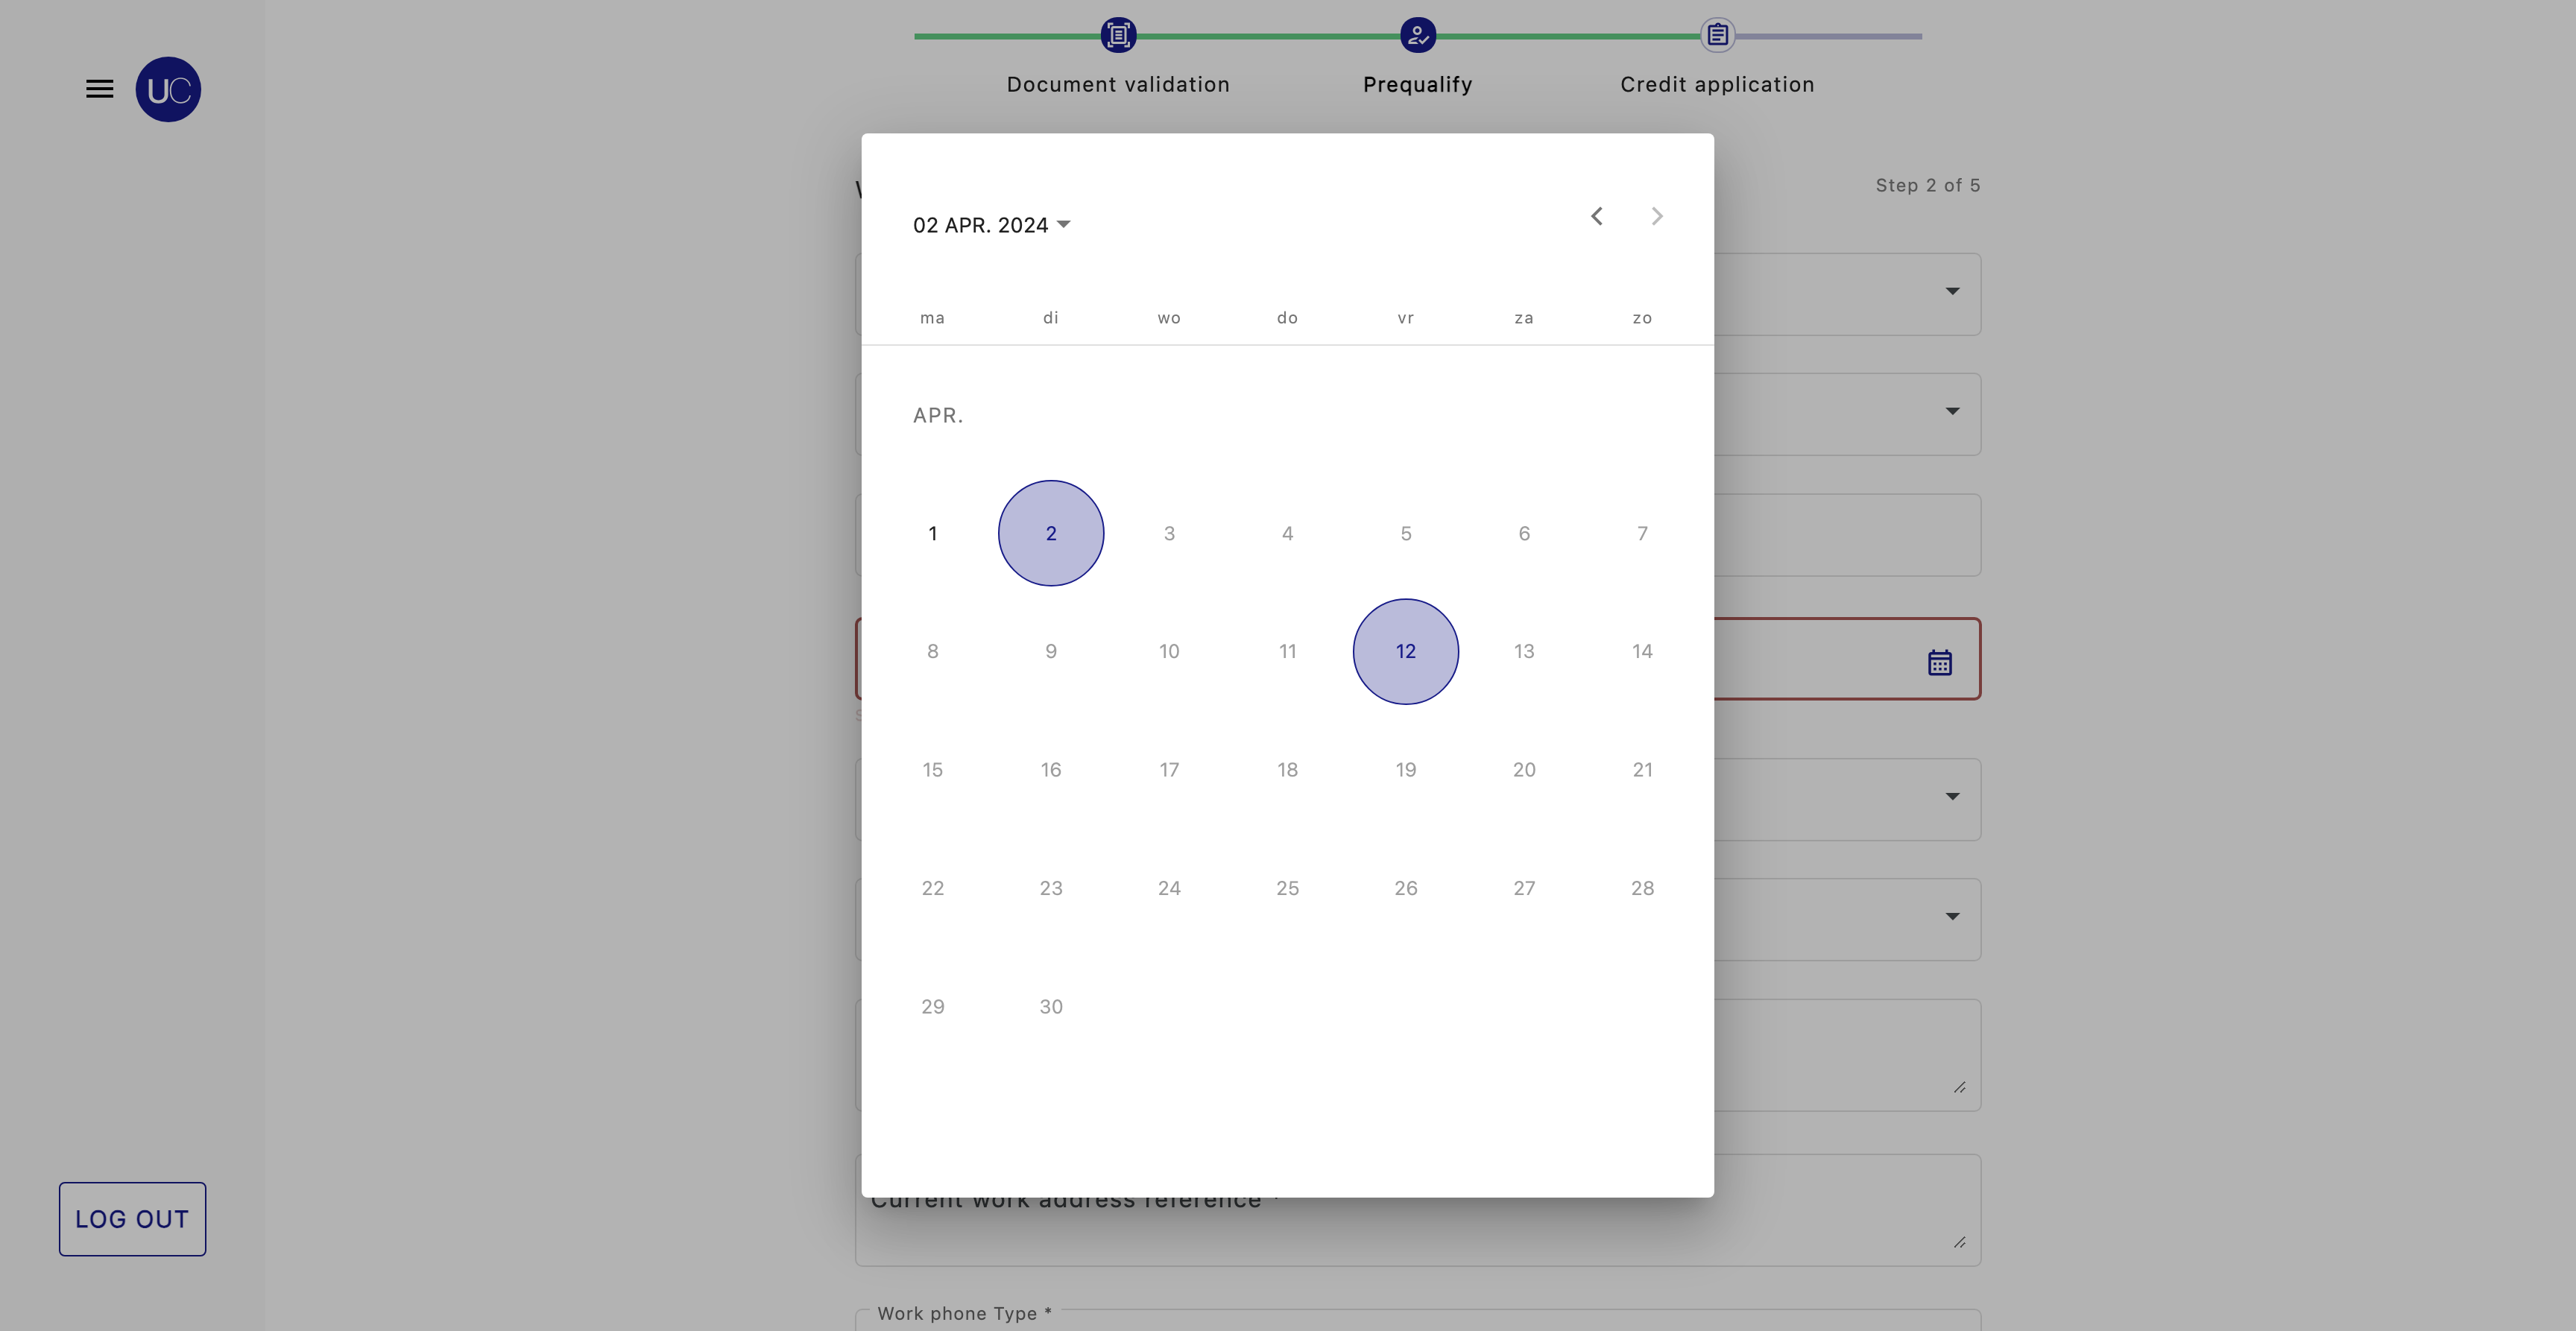 Document validation
Prequalify
Credit application
UC
Step 2 of 5
02 APR. 2024
ma di wo do vr za zo
APR.
1 2 3 4 5 6 7
8 9 10 11 12 13 14
15 16 17 18 19 20 21
22 23 24 25 26 27 28
29 30
Current work address reference *
LOG OUT
Work phone Type *